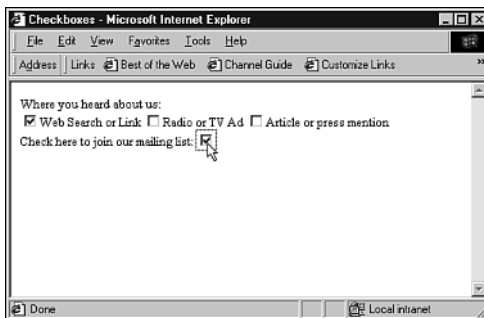 Checkboxes - Microsoft Internet Explorer
File Edit View Favorites Tools Help
Address Links Best of the Web Channel Guide Customize Links »
Where you heard about us:
Web Search or Link Radio or TV Ad Article or press mention
Check here to join our mailing list:
Done Local intranet